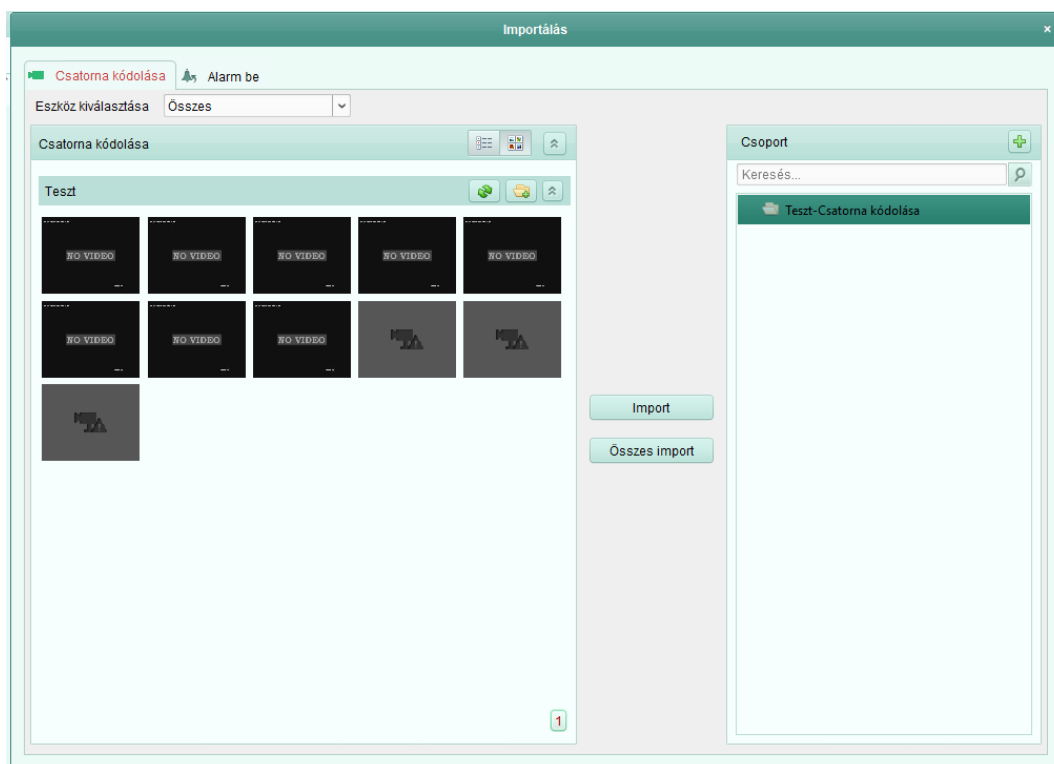 Importálás
Csatorna kódolása
Alarm be
Eszköz kiválasztása
Összes
Csatorna kódolása
Csoport
Keresés...
Teszt
Teszt-Csatorna kódolása
NO VIDEO
NO VIDEO
NO VIDEO
NO VIDEO
NO VIDEO
NO VIDEO
NO VIDEO
NO VIDEO
Import
Összes import
1